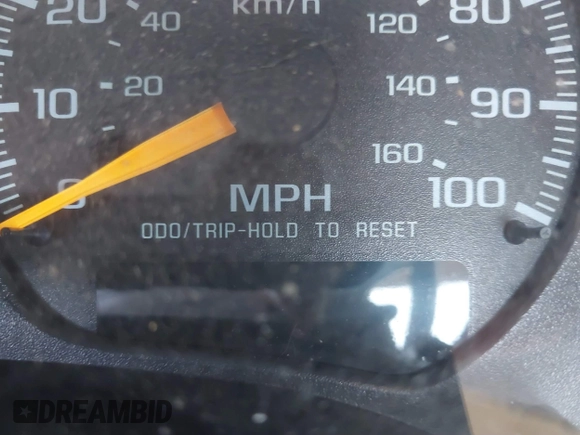 20 km/h 80
40 120
10 20 140 90
160
0 MPH 100
ODO/TRIP-HOLD TO RESET
DREAMBID